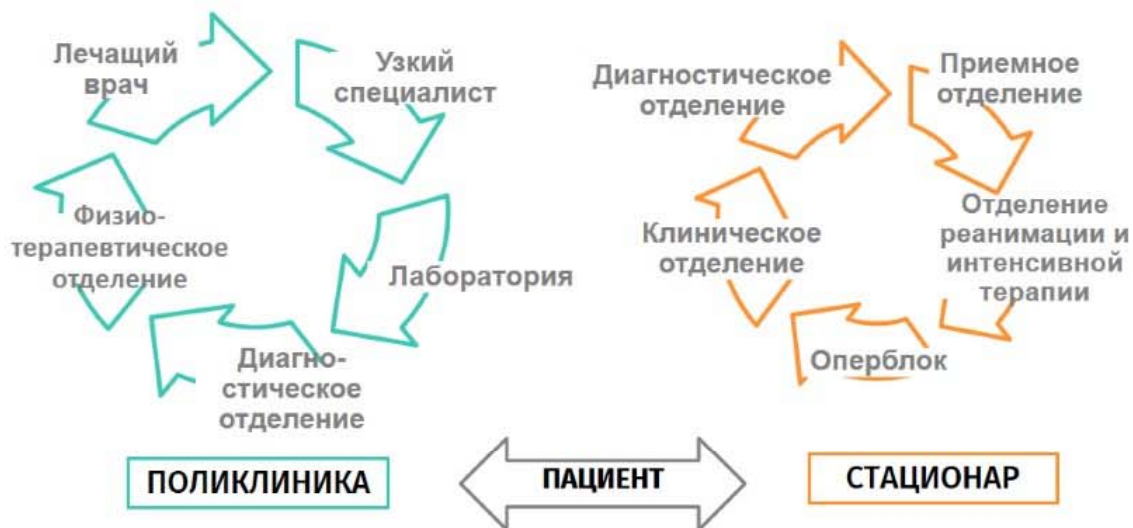 Лечащий
врач
Узкий
специалист
Лаборатория
Диагно-
стическое
отделение
Физио-
терапевтическое
отделение
Диагностическое
отделение
Приемное
отделение
Отделение
реанимации и
интенсивной
терапии
Оперблок
Клиническое
отделение
ПОЛИКЛИНИКА
ПАЦИЕНТ
СТАЦИОНАР